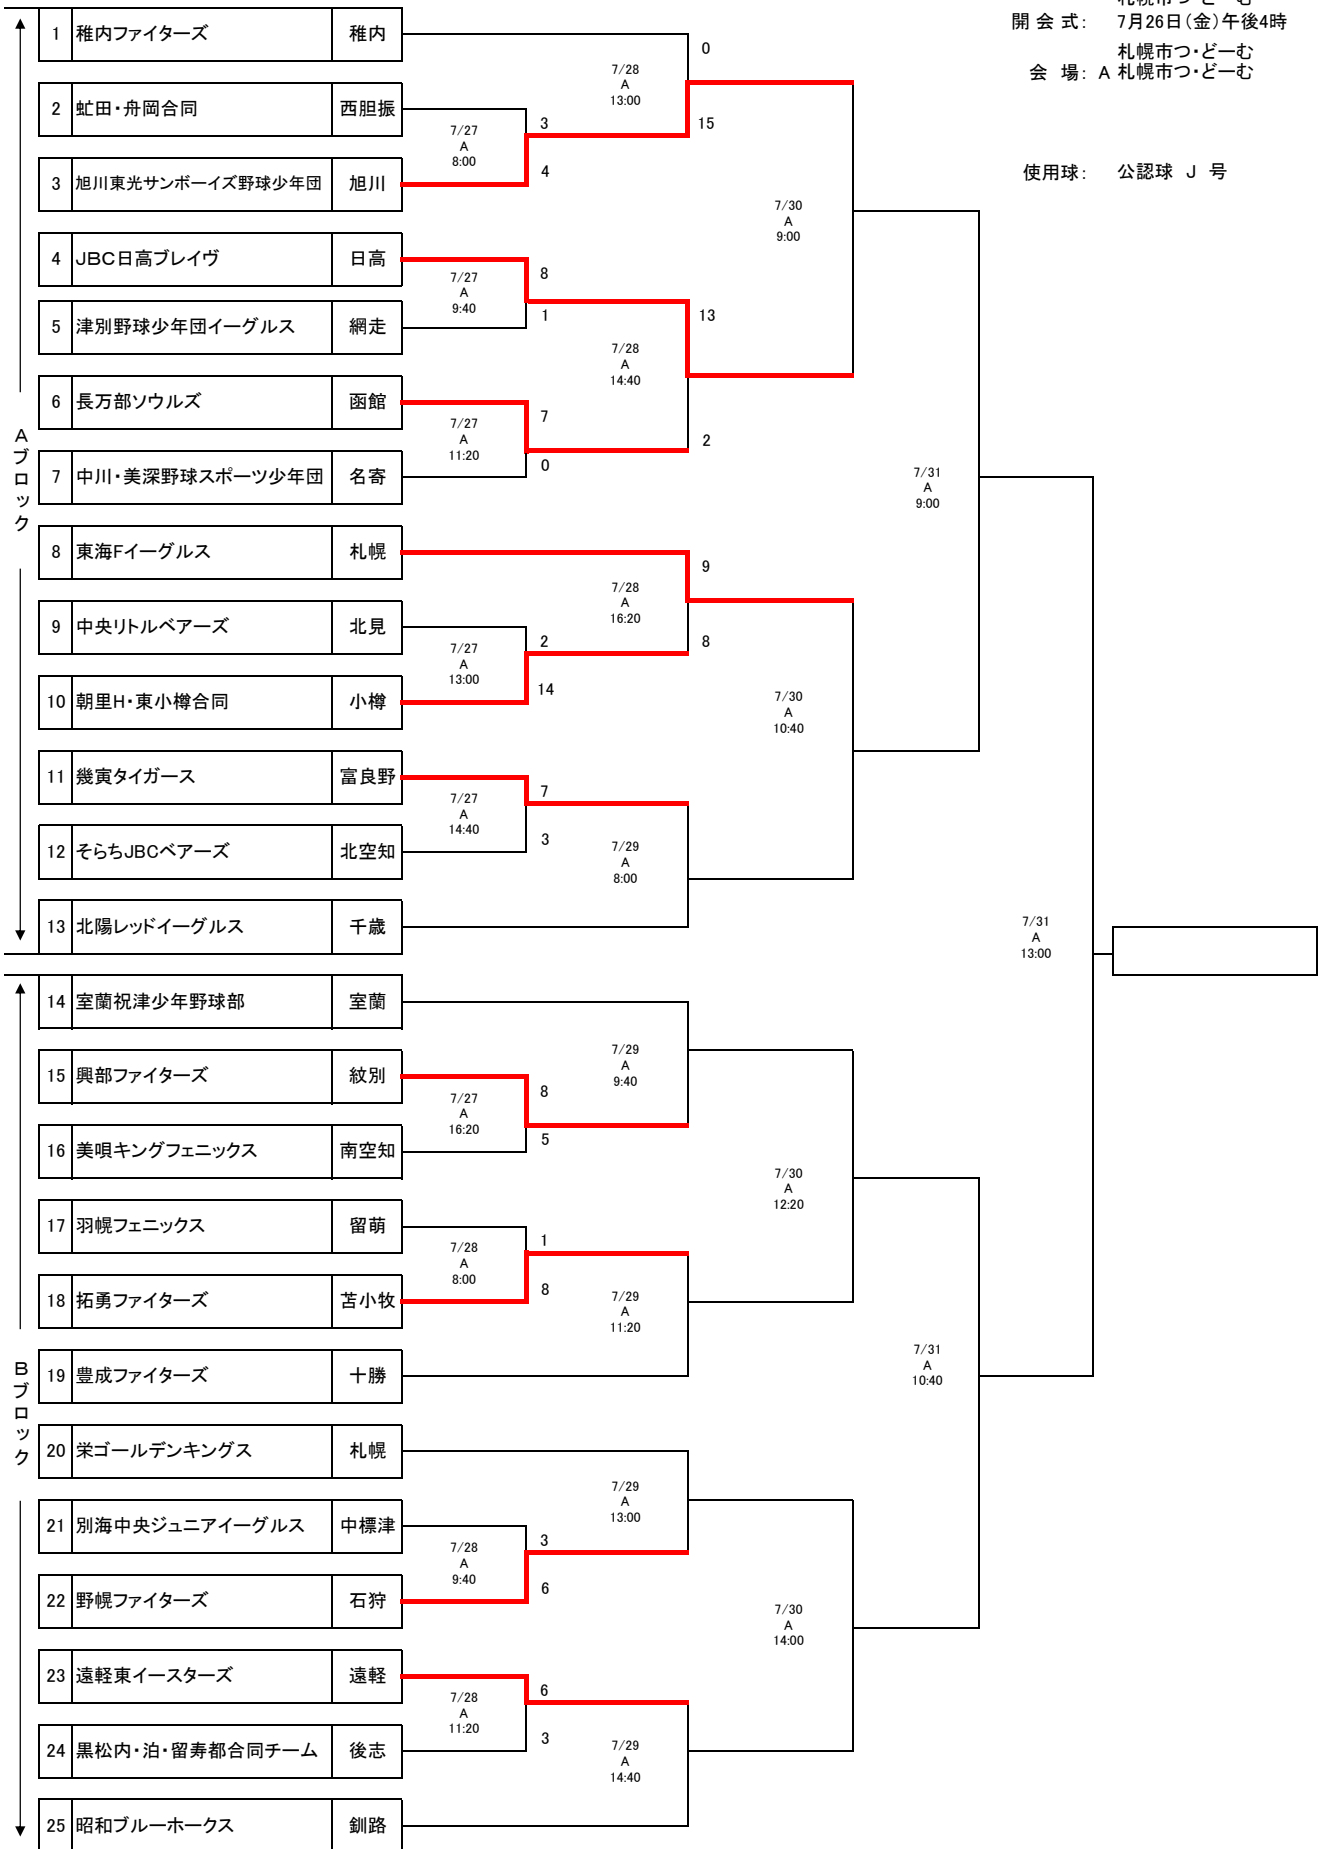 札幌市つ・どーむ
開 会 式： 7月26日（金）午後4時
札幌市つ・どーむ
会 場： A 札幌市つ・どーむ
使用球： 公認球 J 号
Aブロック
1 稚内ファイターズ 稚内
2 虻田・舟岡合同 西胆振
3 旭川東光サンボーイズ野球少年団 旭川
4 JBC日高ブレイヴ 日高
5 津別野球少年団イーグルス 網走
6 長万部ソウルズ 函館
7 中川・美深野球スポーツ少年団 名寄
8 東海Fイーグルス 札幌
9 中央リトルベアーズ 北見
10 朝里H・東小樽合同 小樽
11 幾寅タイガース 富良野
12 そらちJBCベアーズ 北空知
13 北陽レッドイーグルス 千歳
Bブロック
14 室蘭祝津少年野球部 室蘭
15 興部ファイターズ 紋別
16 美唄キングフェニックス 南空知
17 羽幌フェニックス 留萌
18 拓勇ファイターズ 苫小牧
19 豊成ファイターズ 十勝
20 栄ゴールデンキングス 札幌
21 別海中央ジュニアイーグルス 中標津
22 野幌ファイターズ 石狩
23 遠軽東イースターズ 遠軽
24 黒松内・泊・留寿都合同チーム 後志
25 昭和ブルーホークス 釧路
7/27
A
8:00
3
4
7/27
A
9:40
8
1
7/27
A
11:20
7
0
7/27
A
13:00
2
14
7/27
A
14:40
7
3
7/27
A
16:20
8
5
7/28
A
8:00
1
8
7/28
A
9:40
3
6
7/28
A
11:20
6
3
7/28
A
13:00
0
15
7/28
A
14:40
13
2
7/28
A
16:20
9
8
7/29
A
8:00
7/29
A
9:40
7/29
A
11:20
7/29
A
13:00
7/29
A
14:40
7/30
A
9:00
7/30
A
10:40
7/30
A
12:20
7/30
A
14:00
7/31
A
9:00
7/31
A
10:40
7/31
A
13:00